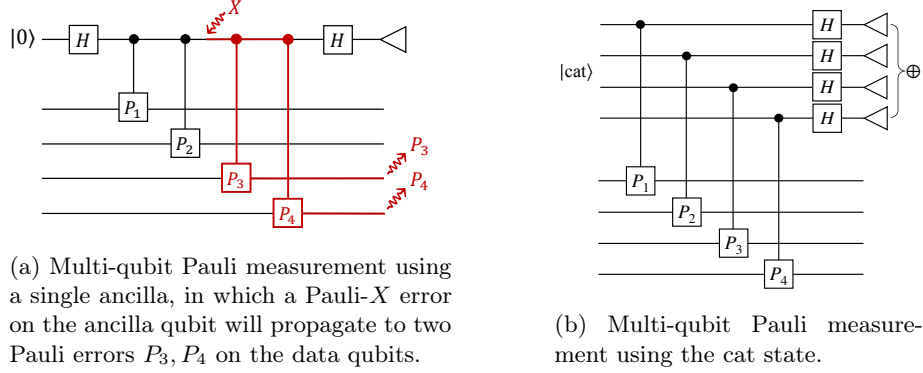 X
|0⟩ H H
P₁
P₂
P₃ P₃
P₄ P₄
(a) Multi-qubit Pauli measurement using
a single ancilla, in which a Pauli-X error
on the ancilla qubit will propagate to two
Pauli errors P₃, P₄ on the data qubits.
H
H
|cat⟩ H ⊕
H
P₁
P₂
P₃
P₄
(b) Multi-qubit Pauli measure-
ment using the cat state.